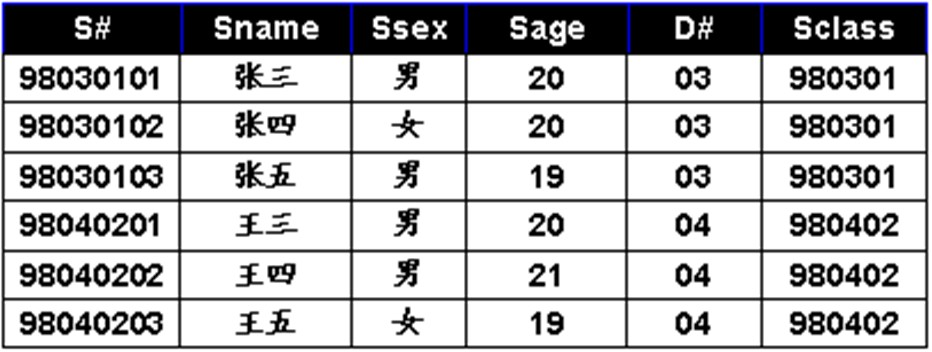 S# Sname Ssex Sage D# Sclass
98030101 张三 男 20 03 980301
98030102 张四 女 20 03 980301
98030103 张五 男 19 03 980301
98040201 王三 男 20 04 980402
98040202 王四 男 21 04 980402
98040203 王五 女 19 04 980402